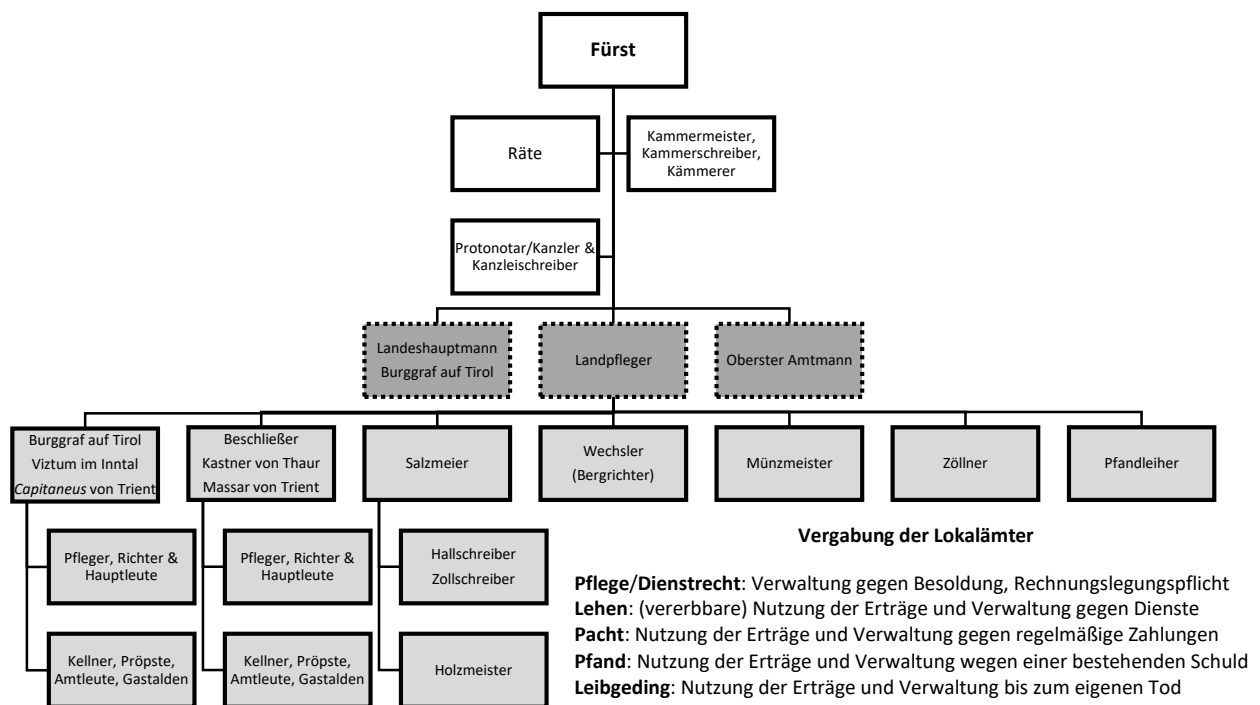 Fürst
Räte
Kammermeister,
Kammerschreiber,
Kämmerer
Protonotar/Kanzler &
Kanzleischreiber
Landeshauptmann
Burggraf auf Tirol
Landpfleger
Oberster Amtmann
Burggraf auf Tirol
Viztum im Inntal
Capitaneus von Trient
Beschließer
Kastner von Thaur
Massar von Trient
Salzmeier
Wechsler
(Bergrichter)
Münzmeister
Zöllner
Pfandleiher
Pfleger, Richter &
Hauptleute
Pfleger, Richter &
Hauptleute
Hallschreiber
Zollschreiber
Kellner, Pröpste,
Amtleute, Gastalden
Kellner, Pröpste,
Amtleute, Gastalden
Holzmeister
Vergabung der Lokalämter
Pflege/Dienstrecht: Verwaltung gegen Besoldung, Rechnungslegungspflicht
Lehen: (vererbbare) Nutzung der Erträge und Verwaltung gegen Dienste
Pacht: Nutzung der Erträge und Verwaltung gegen regelmäßige Zahlungen
Pfand: Nutzung der Erträge und Verwaltung wegen einer bestehenden Schuld
Leibgeding: Nutzung der Erträge und Verwaltung bis zum eigenen Tod